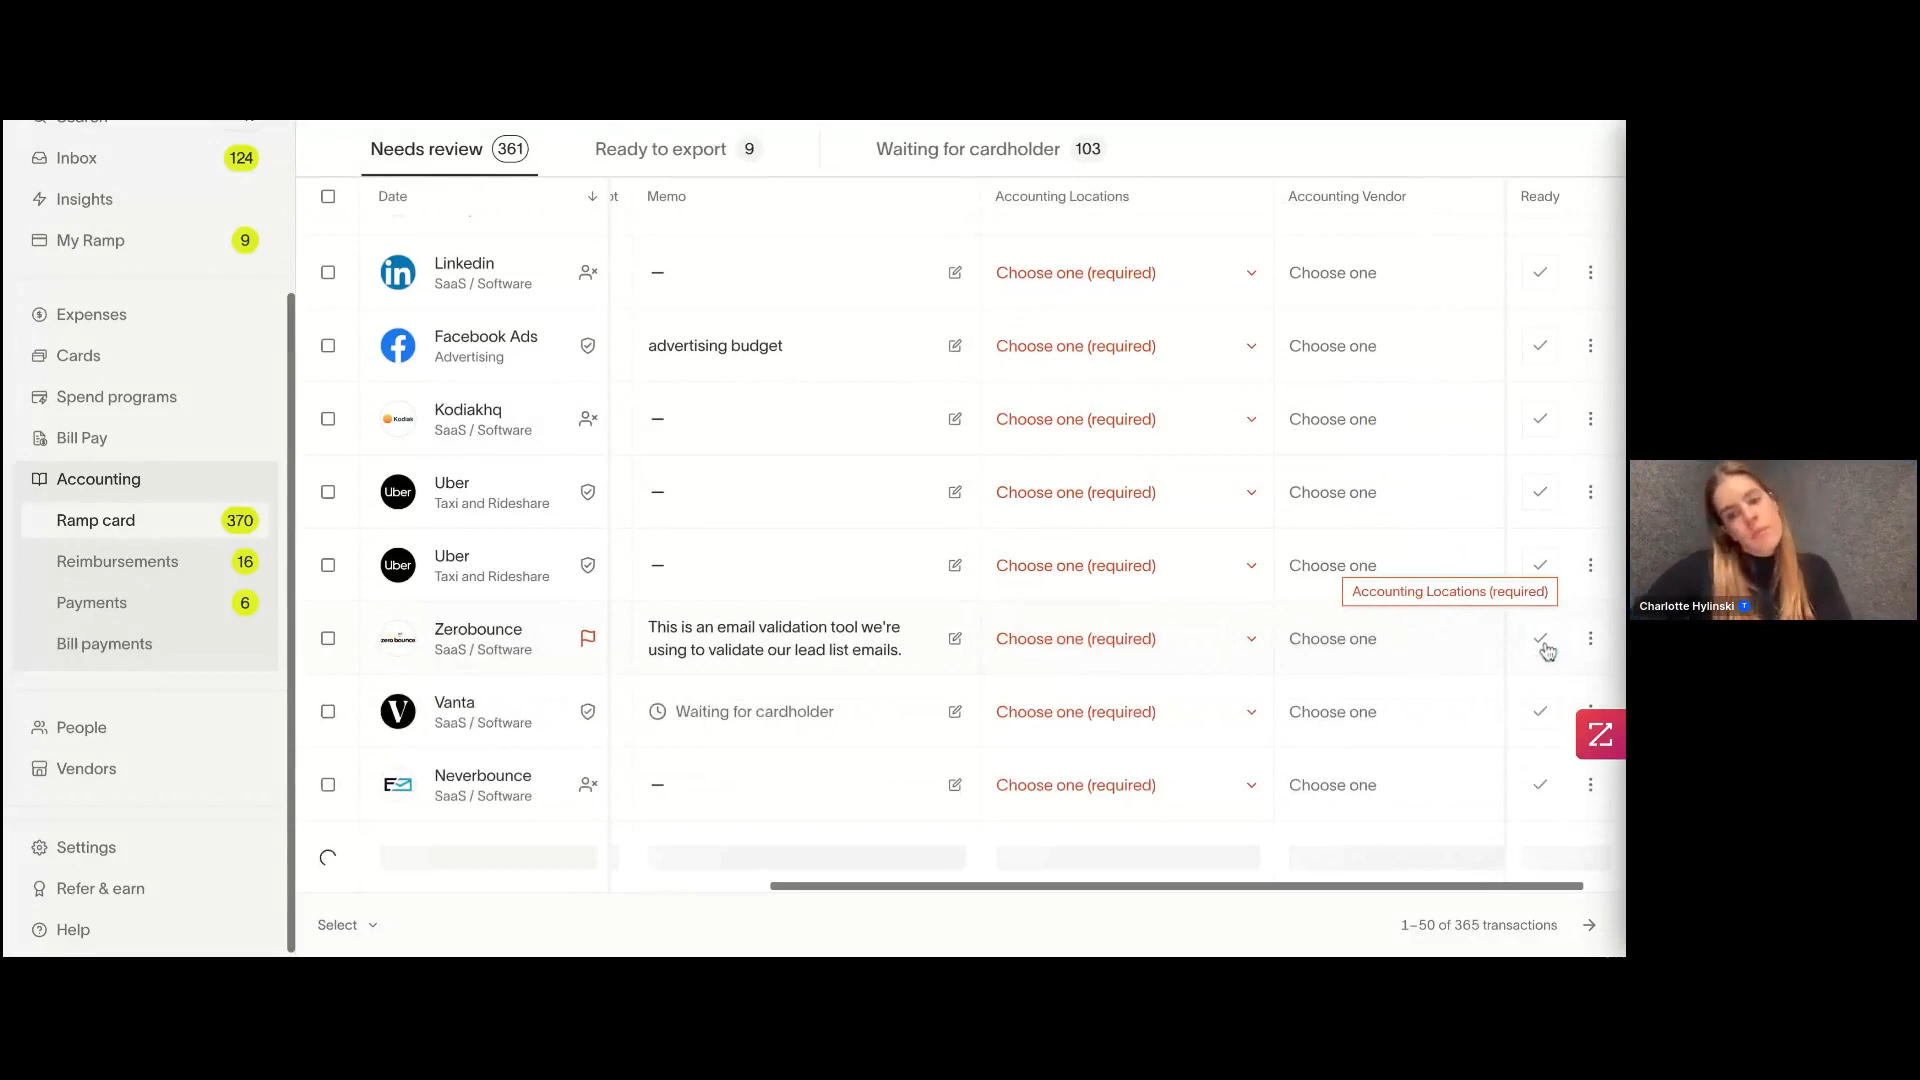 Search
Inbox 124
Insights
My Ramp 9
Expenses
Cards
Spend programs
Bill Pay
Accounting
Ramp card 370
Reimbursements 16
Payments 6
Bill payments
People
Vendors
Settings
Refer & earn
Help
Needs review 361 Ready to export 9 Waiting for cardholder 103
Date Memo Accounting Locations Accounting Vendor Ready
in Linkedin — Choose one (required) Choose one
SaaS / Software
Facebook Ads advertising budget Choose one (required) Choose one
Advertising
Kodiak Kodiakhq — Choose one (required) Choose one
SaaS / Software
Uber Uber — Choose one (required) Choose one
Taxi and Rideshare
Uber Uber — Choose one (required) Choose one
Taxi and Rideshare
Accounting Locations (required)
zero bounce Zerobounce This is an email validation tool we're Choose one (required) Choose one
SaaS / Software using to validate our lead list emails.
V Vanta Waiting for cardholder Choose one (required) Choose one
SaaS / Software
Neverbounce — Choose one (required) Choose one
SaaS / Software
Select 1–50 of 365 transactions
Charlotte Hylinski T